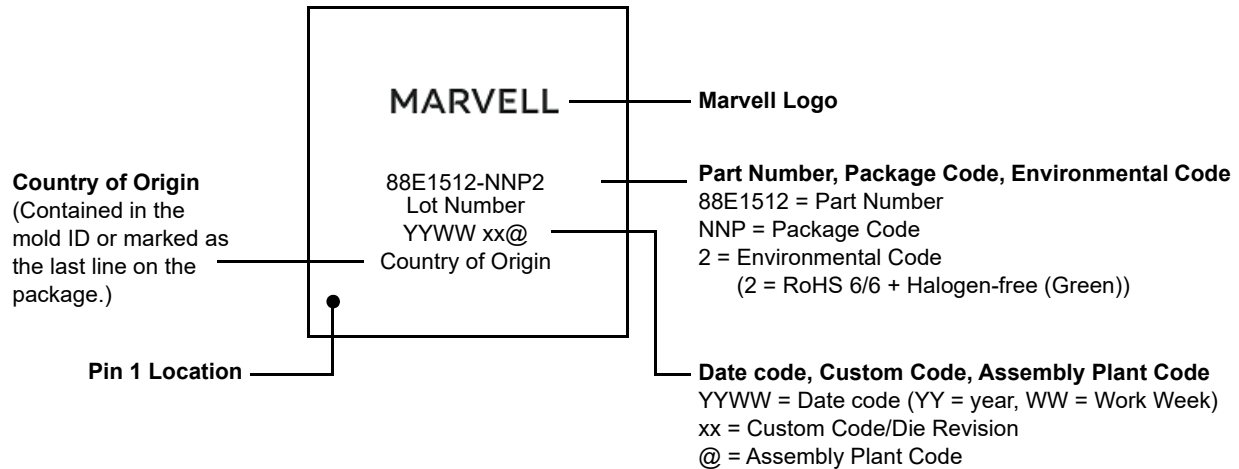 MARVELL
Marvell Logo
Country of Origin
(Contained in the
mold ID or marked as
the last line on the
package.)
88E1512-NNP2
Lot Number
YYWW xx@
Country of Origin
Part Number, Package Code, Environmental Code
88E1512 = Part Number
NNP = Package Code
2 = Environmental Code
(2 = RoHS 6/6 + Halogen-free (Green))
Pin 1 Location
Date code, Custom Code, Assembly Plant Code
YYWW = Date code (YY = year, WW = Work Week)
xx = Custom Code/Die Revision
@ = Assembly Plant Code